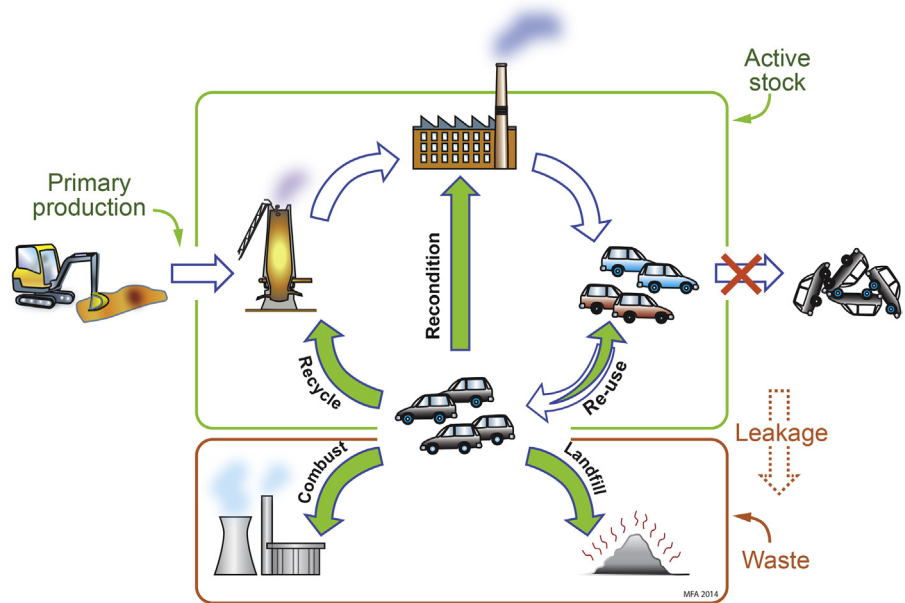 Active
stock
Primary
production
Recondition
Recycle
Re-use
Leakage
Combust
Landfill
Waste
MFA 2014